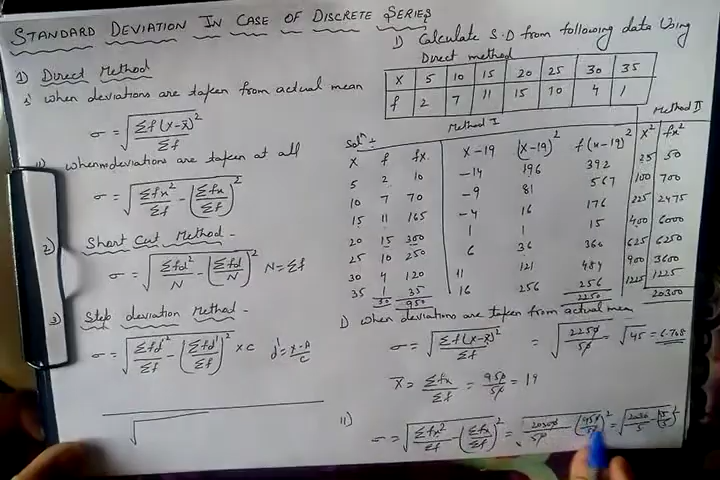 STANDARD DEVIATION IN CASE OF DISCRETE SERIES
1) Direct Method
i) when deviations are taken from actual mean
σ = √(Σf(x-x̄)² / Σf)
ii) when no deviations are taken at all
σ = √(Σfx²/Σf - (Σfx/Σf)²)
2) Short Cut Method -
σ = √(Σfd²/N - (Σfd/N)²) N = Σf
3) Step deviation Method -
σ = √(Σfd'²/Σf - (Σfd'/Σf)²) × c d' = x-A/c
1) Calculate S.D from following data Using
Direct method
X 5 10 15 20 25 30 35
f 2 7 11 15 10 4 1
Soln:
Method I Method II
X f fx X-19 (X-19)² f(x-19)² X² fx²
5 2 10 -14 196 392 25 50
10 7 70 -9 81 567 100 700
15 11 165 -4 16 176 225 2475
20 15 300 1 1 15 400 6000
25 10 250 6 36 360 625 6250
30 4 120 11 121 484 900 3600
35 1 35 16 256 256 1225 1225
950 2250 20300
I) when deviations are taken from actual mean
σ = √(Σf(x-x̄)² / Σf) = √(2250/50) = √45 = 6.708
X̄ = Σfx/Σf = 950/50 = 19
II)
σ = √(Σfx²/Σf - (Σfx/Σf)²) = √(20300/50 - (950/50)²) = √(2030/5 - (95/5)²)